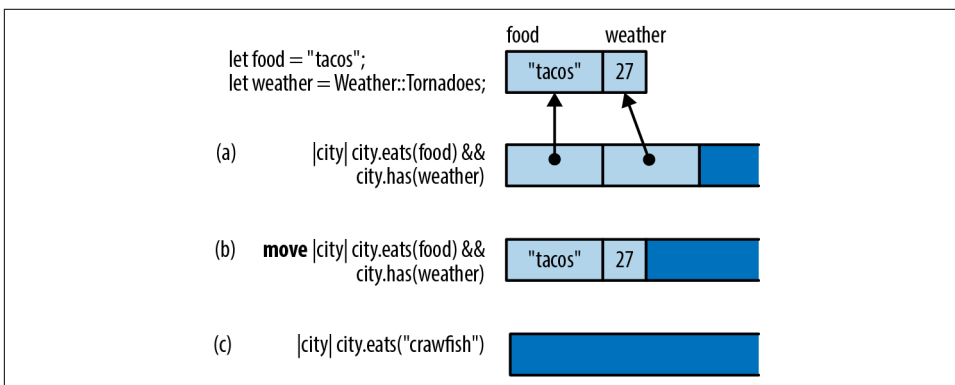 food weather
let food = "tacos";
let weather = Weather::Tornadoes;
"tacos" 27
(a) |city| city.eats(food) &&
city.has(weather)
(b) move |city| city.eats(food) &&
city.has(weather)
"tacos" 27
(c) |city| city.eats("crawfish")